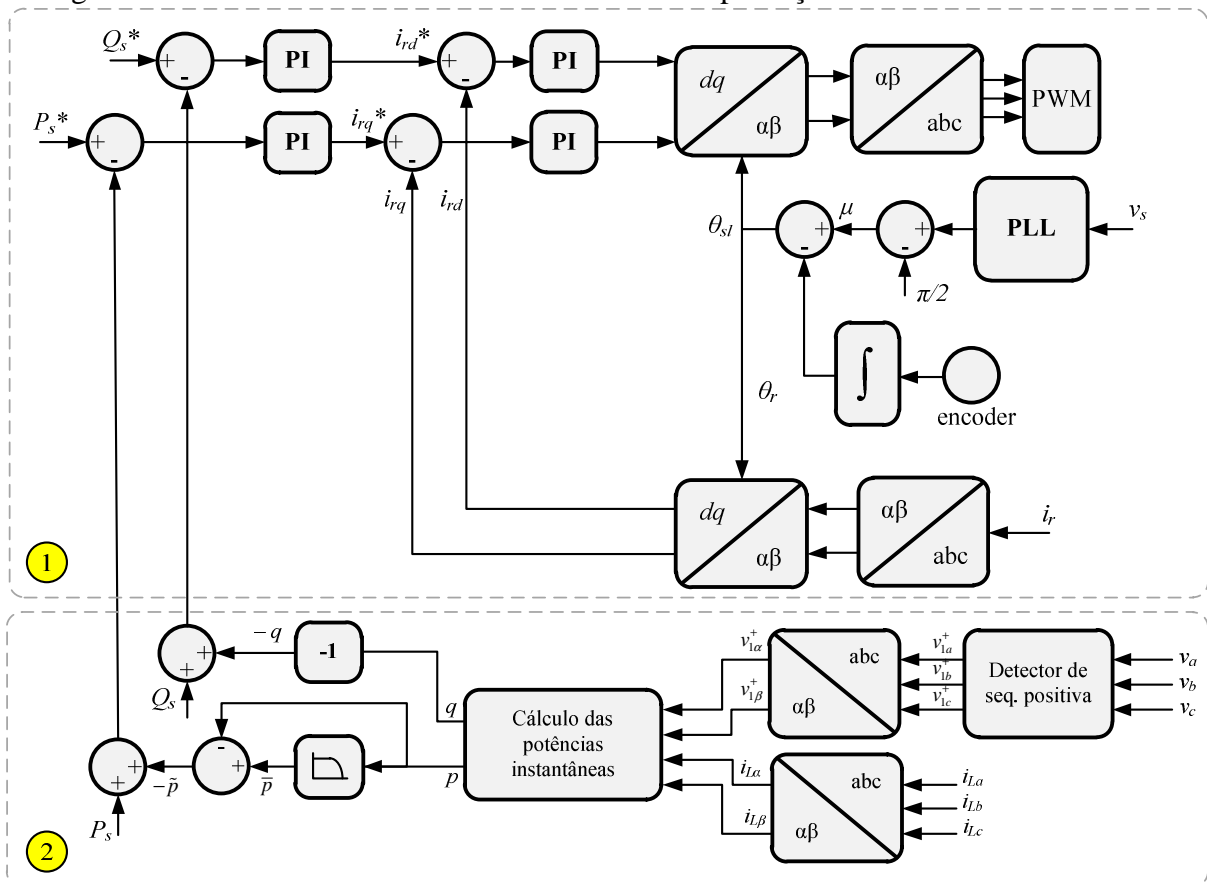 Qs*
+
-
PI
ird*
+
-
PI
dq
αβ
αβ
abc
PWM
Ps*
+
-
PI
irq*
+
-
PI
irq
ird
θsl
+
-
μ
+
-
PLL
vs
π/2
∫
encoder
θr
dq
αβ
αβ
abc
ir
1
+
+
-q
-1
Qs
q
p
Cálculo das
potências
instantâneas
v1α+
v1β+
abc
αβ
v1a+
v1b+
v1c+
Detector de
seq. positiva
va
vb
vc
-
+
p̄
+
+
-p̃
Ps
iLα
iLβ
abc
αβ
iLa
iLb
iLc
2